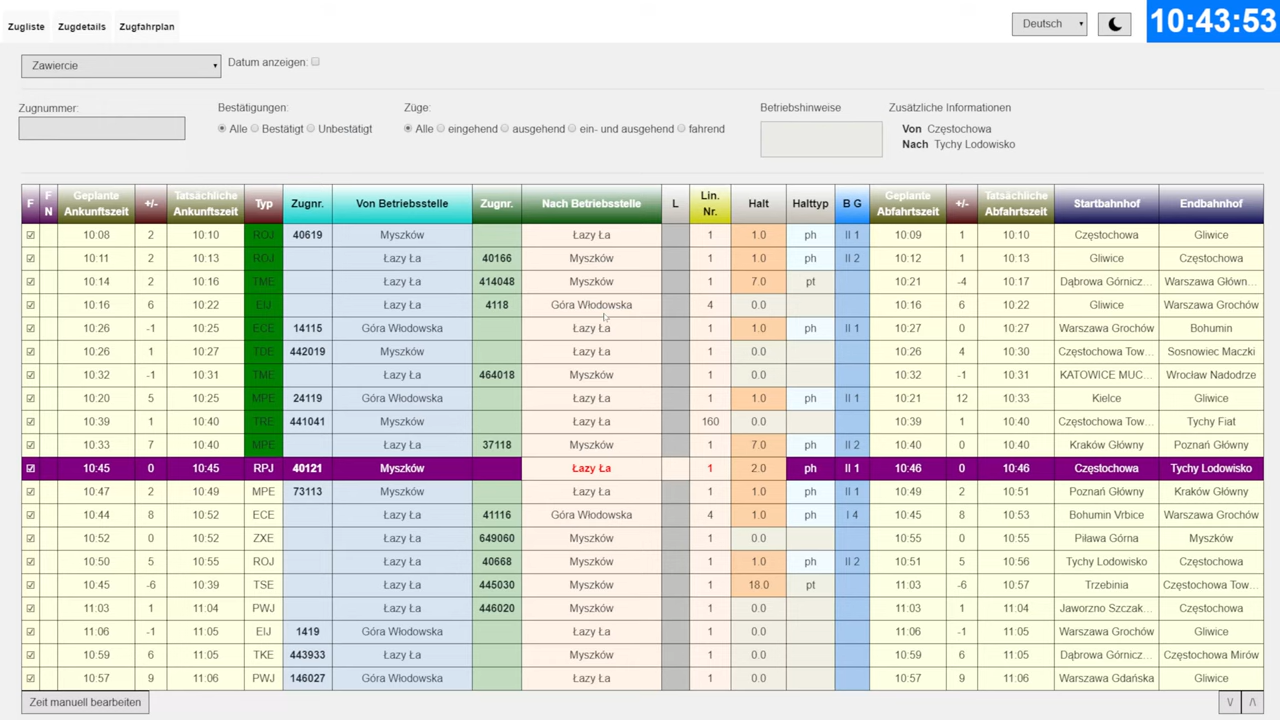 Zugliste Zugdetails Zugfahrplan Deutsch 10:43:53
Zawiercie Datum anzeigen:
Zugnummer: Bestätigungen: Züge: Betriebshinweise Zusätzliche Informationen
Alle Bestätigt Unbestätigt Alle eingehend ausgehend ein- und ausgehend fahrend Von Częstochowa
Nach Tychy Lodowisko
F F N Geplante Ankunftszeit +/- Tatsächliche Ankunftszeit Typ Zugnr. Von Betriebsstelle Zugnr. Nach Betriebsstelle L Lin. Nr. Halt Halttyp B G Geplante Abfahrtszeit +/- Tatsächliche Abfahrtszeit Startbahnhof Endbahnhof
10:08 2 10:10 ROJ 40619 Myszków Łazy Ła 1 1.0 ph II 1 10:09 1 10:10 Częstochowa Gliwice
10:11 2 10:13 ROJ Łazy Ła 40166 Myszków 1 1.0 ph II 2 10:12 1 10:13 Gliwice Częstochowa
10:14 2 10:16 TME Łazy Ła 414048 Myszków 1 7.0 pt 10:21 -4 10:17 Dąbrowa Górnicz... Warszawa Główn...
10:16 6 10:22 EIJ Łazy Ła 4118 Góra Włodowska 4 0.0 10:16 6 10:22 Gliwice Warszawa Grochów
10:26 -1 10:25 ECE 14115 Góra Włodowska Łazy Ła 1 1.0 ph II 1 10:27 0 10:27 Warszawa Grochów Bohumin
10:26 1 10:27 TDE 442019 Myszków Łazy Ła 1 0.0 10:26 4 10:30 Częstochowa Tow... Sosnowiec Maczki
10:32 -1 10:31 TME Łazy Ła 464018 Myszków 1 0.0 10:32 -1 10:31 KATOWICE MUC... Wrocław Nadodrze
10:20 5 10:25 MPE 24119 Góra Włodowska Łazy Ła 1 1.0 ph II 1 10:21 12 10:33 Kielce Gliwice
10:39 1 10:40 TRE 441041 Myszków Łazy Ła 160 0.0 10:39 1 10:40 Częstochowa Tow... Tychy Fiat
10:33 7 10:40 MPE Łazy Ła 37118 Myszków 1 7.0 ph II 2 10:40 0 10:40 Kraków Główny Poznań Główny
10:45 0 10:45 RPJ 40121 Myszków Łazy Ła 1 2.0 ph II 1 10:46 0 10:46 Częstochowa Tychy Lodowisko
10:47 2 10:49 MPE 73113 Myszków Łazy Ła 1 1.0 ph II 1 10:49 2 10:51 Poznań Główny Kraków Główny
10:44 8 10:52 ECE Łazy Ła 41116 Góra Włodowska 4 1.0 ph I 4 10:45 8 10:53 Bohumin Vrbice Warszawa Grochów
10:52 0 10:52 ZXE Łazy Ła 649060 Myszków 1 0.0 10:55 0 10:55 Piława Górna Myszków
10:50 5 10:55 ROJ Łazy Ła 40668 Myszków 1 1.0 ph II 2 10:51 5 10:56 Tychy Lodowisko Częstochowa
10:45 -6 10:39 TSE Łazy Ła 445030 Myszków 1 18.0 pt 11:03 -6 10:57 Trzebinia Częstochowa Tow...
11:03 1 11:04 PWJ Łazy Ła 446020 Myszków 1 0.0 11:03 1 11:04 Jaworzno Szczak... Częstochowa
11:06 -1 11:05 EIJ 1419 Góra Włodowska Łazy Ła 1 0.0 11:06 -1 11:05 Warszawa Grochów Gliwice
10:59 6 11:05 TKE 443933 Łazy Ła Myszków 1 0.0 10:59 6 11:05 Dąbrowa Górnicz... Częstochowa Mirów
10:57 9 11:06 PWJ 146027 Góra Włodowska Łazy Ła 1 0.0 10:57 9 11:06 Warszawa Gdańska Gliwice
Zeit manuell bearbeiten V Λ